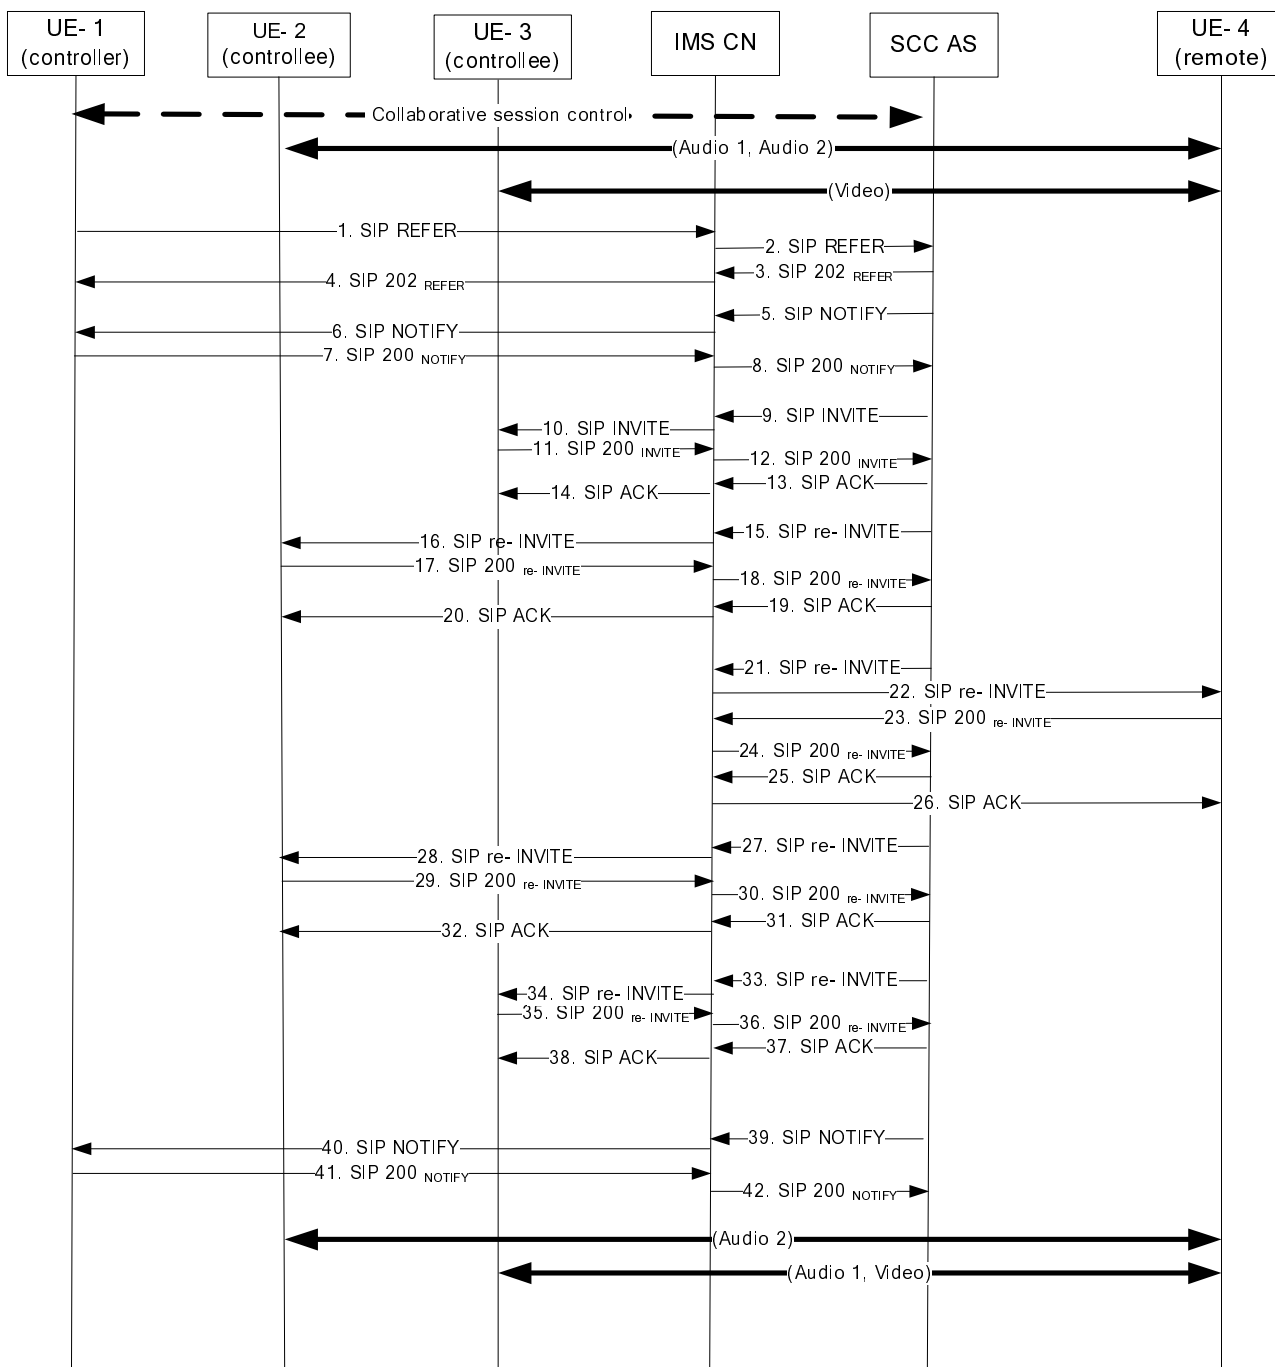 UE- 1
(controller)
UE- 2
(controllee)
UE- 3
(controllee)
IMS CN
SCC AS
UE- 4
(remote)
Collaborative session control
(Audio 1, Audio 2)
(Video)
1. SIP REFER
2. SIP REFER
3. SIP 202 REFER
4. SIP 202 REFER
5. SIP NOTIFY
6. SIP NOTIFY
7. SIP 200 NOTIFY
8. SIP 200 NOTIFY
9. SIP INVITE
10. SIP INVITE
11. SIP 200 INVITE
12. SIP 200 INVITE
13. SIP ACK
14. SIP ACK
15. SIP re- INVITE
16. SIP re- INVITE
17. SIP 200 re- INVITE
18. SIP 200 re- INVITE
19. SIP ACK
20. SIP ACK
21. SIP re- INVITE
22. SIP re- INVITE
23. SIP 200 re- INVITE
24. SIP 200 re- INVITE
25. SIP ACK
26. SIP ACK
27. SIP re- INVITE
28. SIP re- INVITE
29. SIP 200 re- INVITE
30. SIP 200 re- INVITE
31. SIP ACK
32. SIP ACK
33. SIP re- INVITE
34. SIP re- INVITE
35. SIP 200 re- INVITE
36. SIP 200 re- INVITE
37. SIP ACK
38. SIP ACK
39. SIP NOTIFY
40. SIP NOTIFY
41. SIP 200 NOTIFY
42. SIP 200 NOTIFY
(Audio 2)
(Audio 1, Video)